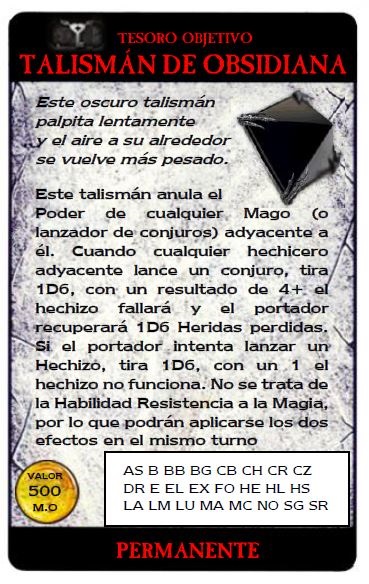 TESORO OBJETIVO
TALISMÁN DE OBSIDIANA
Este oscuro talismán
palpita lentamente
y el aire a su alrededor
se vuelve más pesado.
Este talismán anula el
Poder de cualquier Mago (o
lanzador de conjuros) adyacente a
él. Cuando cualquier hechicero
adyacente lance un conjuro, tira
1D6, con un resultado de 4+ el
hechizo fallará y el portador
recuperará 1D6 Heridas perdidas.
Si el portador intenta lanzar un
Hechizo, tira 1D6, con un 1 el
hechizo no funciona. No se trata de
la Habilidad Resistencia a la Magia,
por lo que podrán aplicarse los dos
efectos en el mismo turno
VALOR
500
M.O
AS B BB BG CB CH CR CZ
DR E EL EX FO HE HL HS
LA LM LU MA MC NO SG SR
PERMANENTE